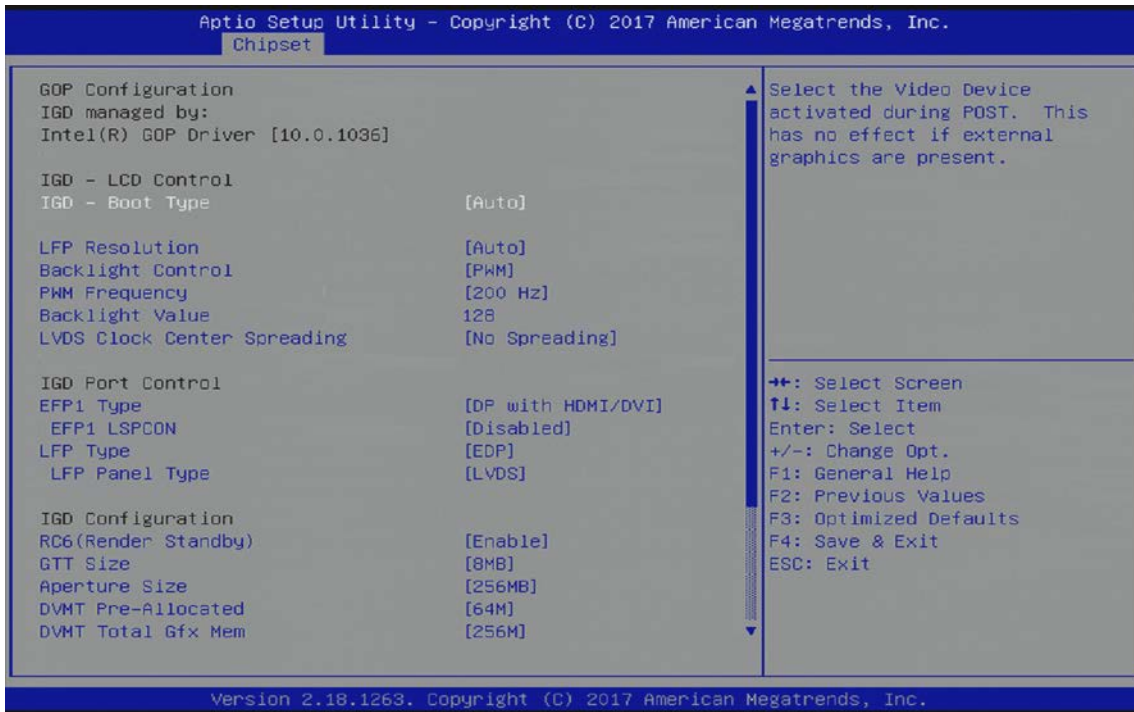 Aptio Setup Utility – Copyright (C) 2017 American Megatrends, Inc.
Chipset
GOP Configuration
IGD managed by:
Intel(R) GOP Driver [10.0.1036]
IGD - LCD Control
IGD - Boot Type [Auto]
LFP Resolution [Auto]
Backlight Control [PWM]
PWM Frequency [200 Hz]
Backlight Value 128
LVDS Clock Center Spreading [No Spreading]
IGD Port Control
EFP1 Type [DP with HDMI/DVI]
EFP1 LSPCON [Disabled]
LFP Type [EDP]
LFP Panel Type [LVDS]
IGD Configuration
RC6(Render Standby) [Enable]
GTT Size [8MB]
Aperture Size [256MB]
DVMT Pre-Allocated [64M]
DVMT Total Gfx Mem [256M]
Select the Video Device
activated during POST. This
has no effect if external
graphics are present.
→←: Select Screen
↑↓: Select Item
Enter: Select
+/-: Change Opt.
F1: General Help
F2: Previous Values
F3: Optimized Defaults
F4: Save & Exit
ESC: Exit
Version 2.18.1263. Copyright (C) 2017 American Megatrends, Inc.